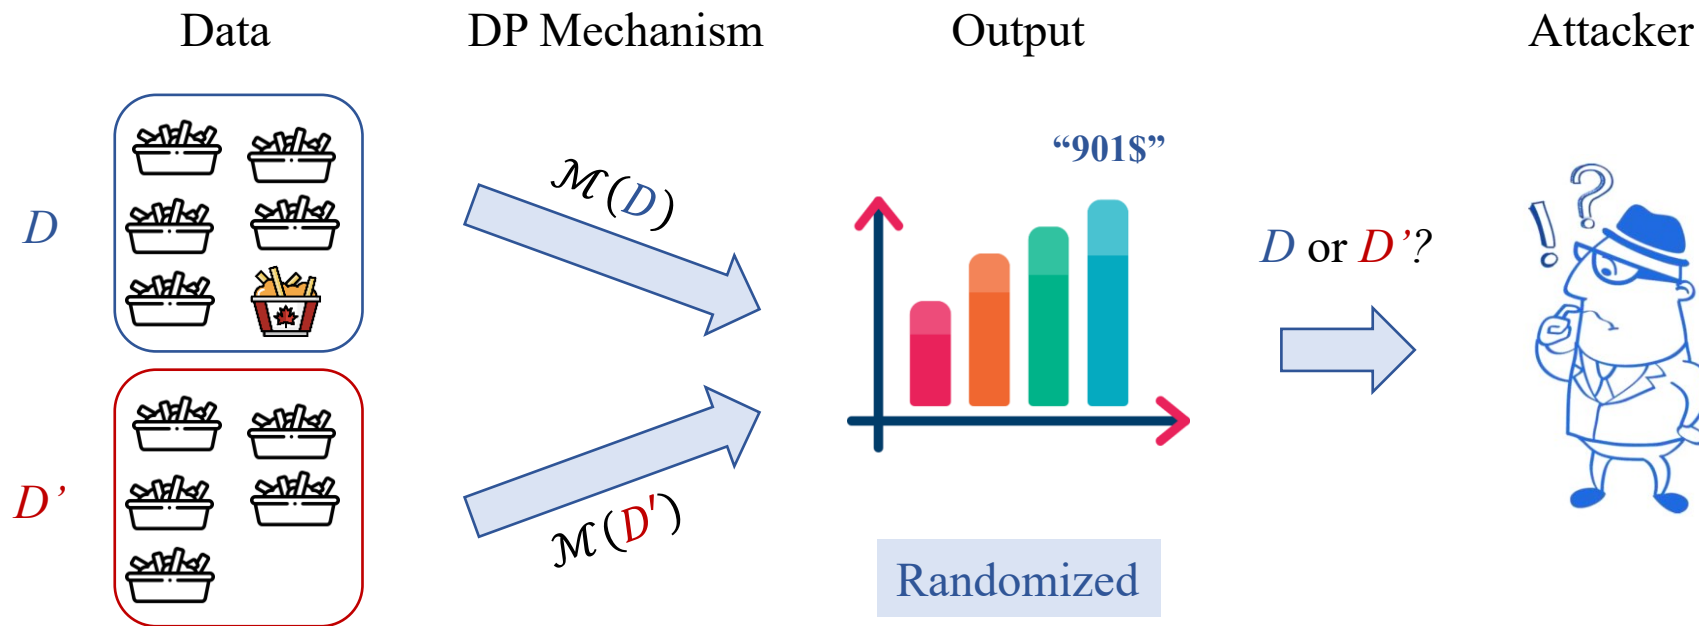 Data
DP Mechanism
Output
Attacker
D
ℳ(D)
“901$”
D or D’?
D’
ℳ(D')
Randomized